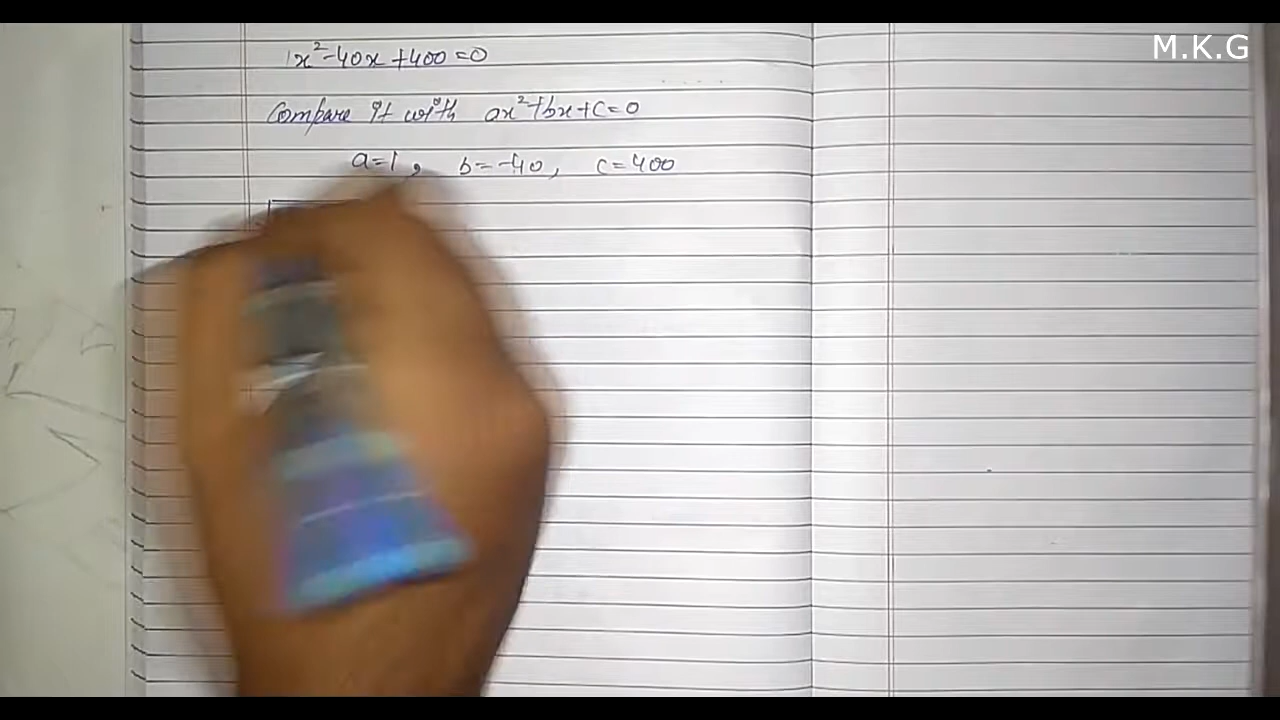 M.K.G
1x²-40x+400=0
Compare it with ax²+bx+c=0
a=1, b=-40, c=400